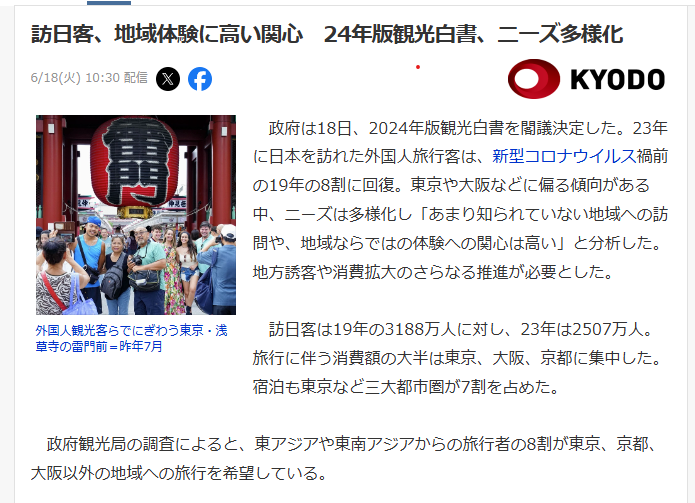 訪日客、地域体験に高い関心　24年版観光白書、ニーズ多様化
6/18(火) 10:30 配信
KYODO
雷門
政府は18日、2024年版観光白書を閣議決定した。23年
に日本を訪れた外国人旅行客は、新型コロナウイルス禍前
の19年の8割に回復。東京や大阪などに偏る傾向がある
中、ニーズは多様化し「あまり知られていない地域への訪
問や、地域ならではの体験への関心は高い」と分析した。
地方誘客や消費拡大のさらなる推進が必要とした。
外国人観光客らでにぎわう東京・浅
草寺の雷門前＝昨年7月
訪日客は19年の3188万人に対し、23年は2507万人。
旅行に伴う消費額の大半は東京、大阪、京都に集中した。
宿泊も東京など三大都市圏が7割を占めた。
政府観光局の調査によると、東アジアや東南アジアからの旅行者の8割が東京、京都、
大阪以外の地域への旅行を希望している。